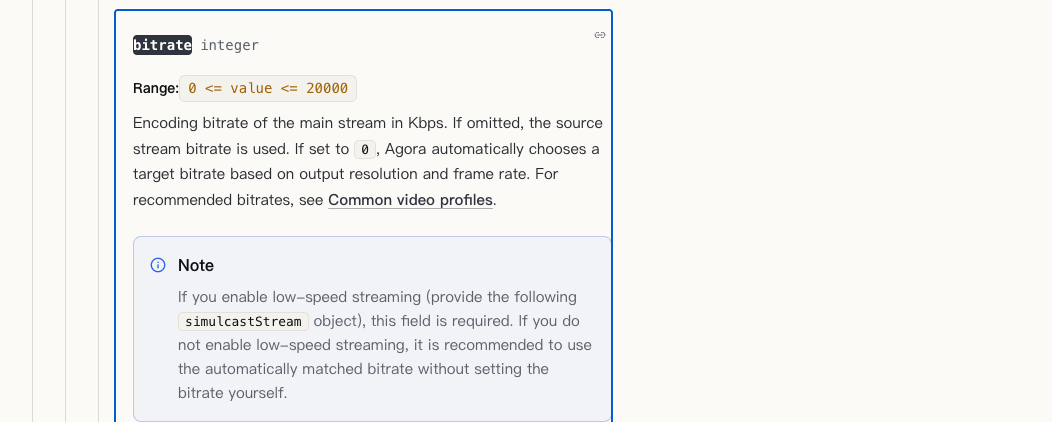 bitrate integer
Range: 0 <= value <= 20000
Encoding bitrate of the main stream in Kbps. If omitted, the source
stream bitrate is used. If set to 0, Agora automatically chooses a
target bitrate based on output resolution and frame rate. For
recommended bitrates, see Common video profiles.
Note
If you enable low-speed streaming (provide the following
simulcastStream object), this field is required. If you do
not enable low-speed streaming, it is recommended to use
the automatically matched bitrate without setting the
bitrate yourself.